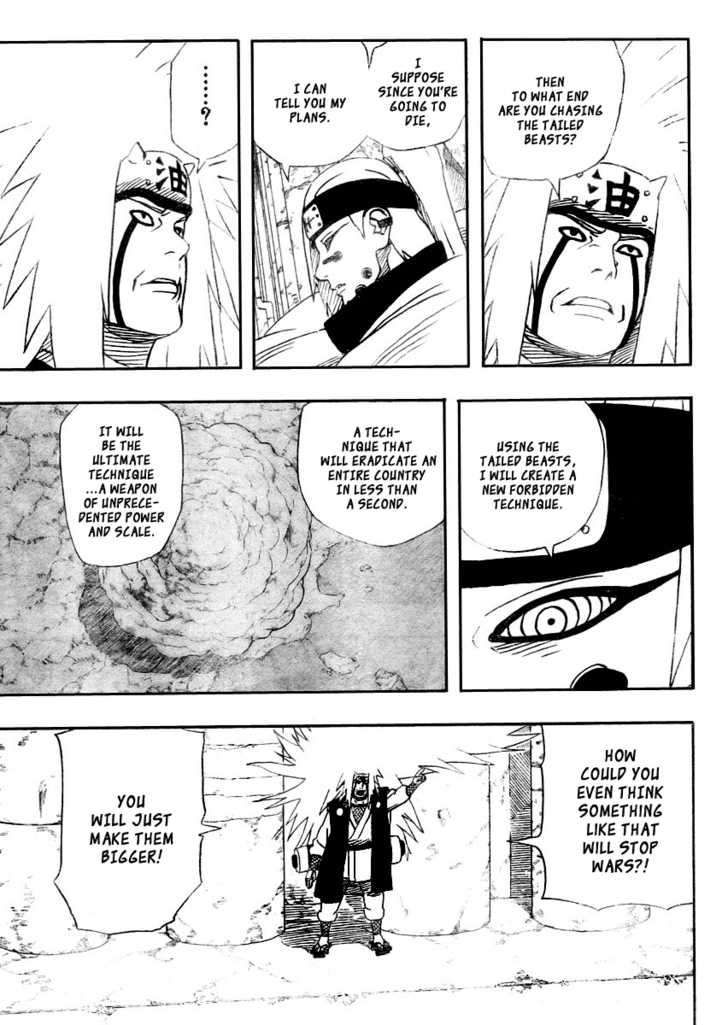 THEN
TO WHAT END
ARE YOU CHASING
THE TAILED
BEASTS?
油
I
SUPPOSE
SINCE YOU'RE
GOING TO
DIE,
I CAN
TELL YOU MY
PLANS.
......?
油
USING THE
TAILED BEASTS,
I WILL CREATE A
NEW FORBIDDEN
TECHNIQUE.
A TECH-
NIQUE THAT
WILL ERADICATE AN
ENTIRE COUNTRY
IN LESS THAN
A SECOND.
IT WILL
BE THE
ULTIMATE
TECHNIQUE
...A WEAPON
OF UNPRECE-
DENTED POWER
AND SCALE.
HOW
COULD YOU
EVEN THINK
SOMETHING
LIKE THAT
WILL STOP
WARS?!
YOU
WILL JUST
MAKE THEM
BIGGER!